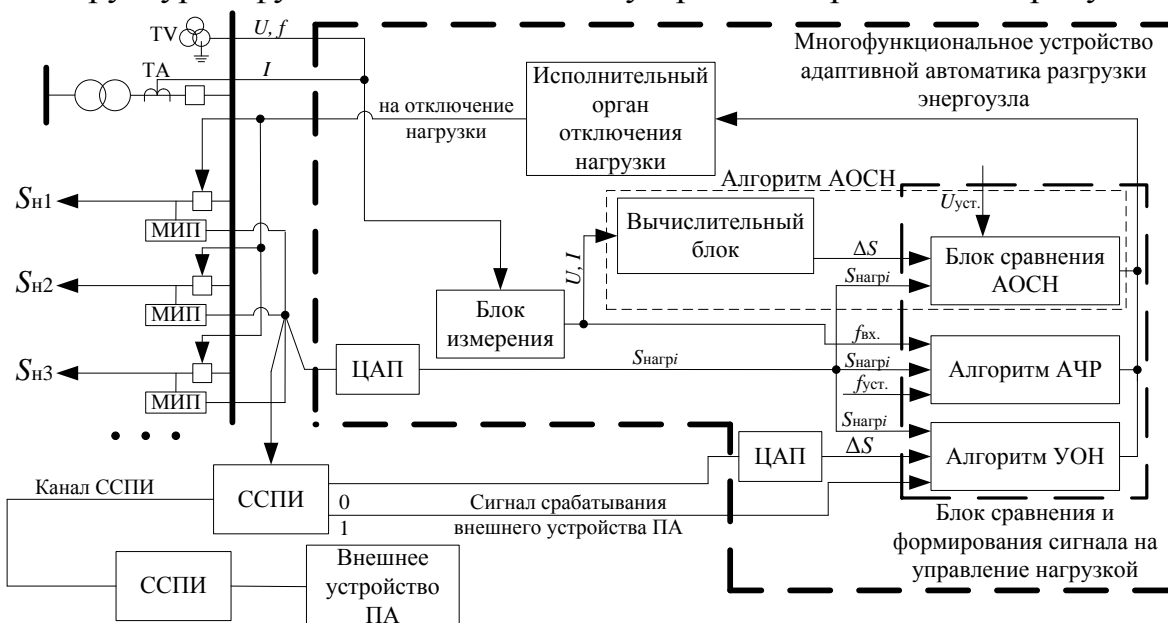 TV
U, f
TA
I
Многофункциональное устройство
адаптивной автоматика разгрузки
энергоузла
Исполнительный
орган
отключения
нагрузки
на отключение
нагрузки
Алгоритм АОСН
Uуст.
Sн1
МИП
Вычислительный
блок
ΔS
Блок сравнения
АОСН
U, I
Sнагрi
Sн2
МИП
Блок
измерения
fвх.
Sн3
МИП
ЦАП
Sнагрi
Sнагрi
Алгоритм АЧР
fуст.
Sнагрi
ЦАП
ΔS
Алгоритм УОН
Канал ССПИ
ССПИ
0
1
Сигнал срабатывания
внешнего устройства ПА
Блок сравнения и
формирования сигнала на
управление нагрузкой
ССПИ
Внешнее
устройство
ПА